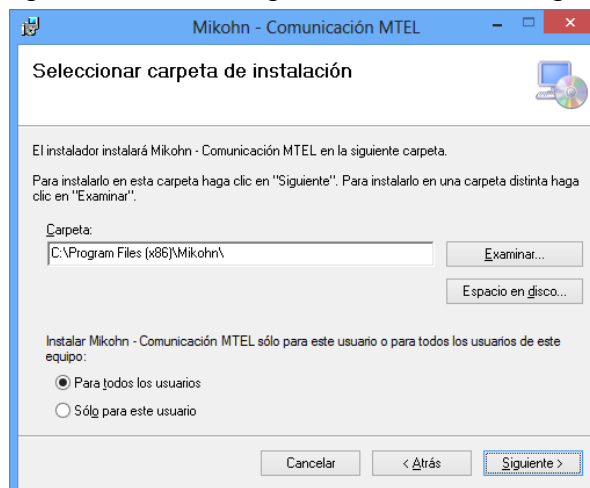 Mikohn - Comunicación MTEL
Seleccionar carpeta de instalación
El instalador instalará Mikohn - Comunicación MTEL en la siguiente carpeta.
Para instalarlo en esta carpeta haga clic en "Siguiente". Para instalarlo en una carpeta distinta haga
clic en "Examinar".
Carpeta:
C:\Program Files (x86)\Mikohn\
Examinar...
Espacio en disco...
Instalar Mikohn - Comunicación MTEL sólo para este usuario o para todos los usuarios de este
equipo:
Para todos los usuarios
Sólo para este usuario
Cancelar
< Atrás
Siguiente >